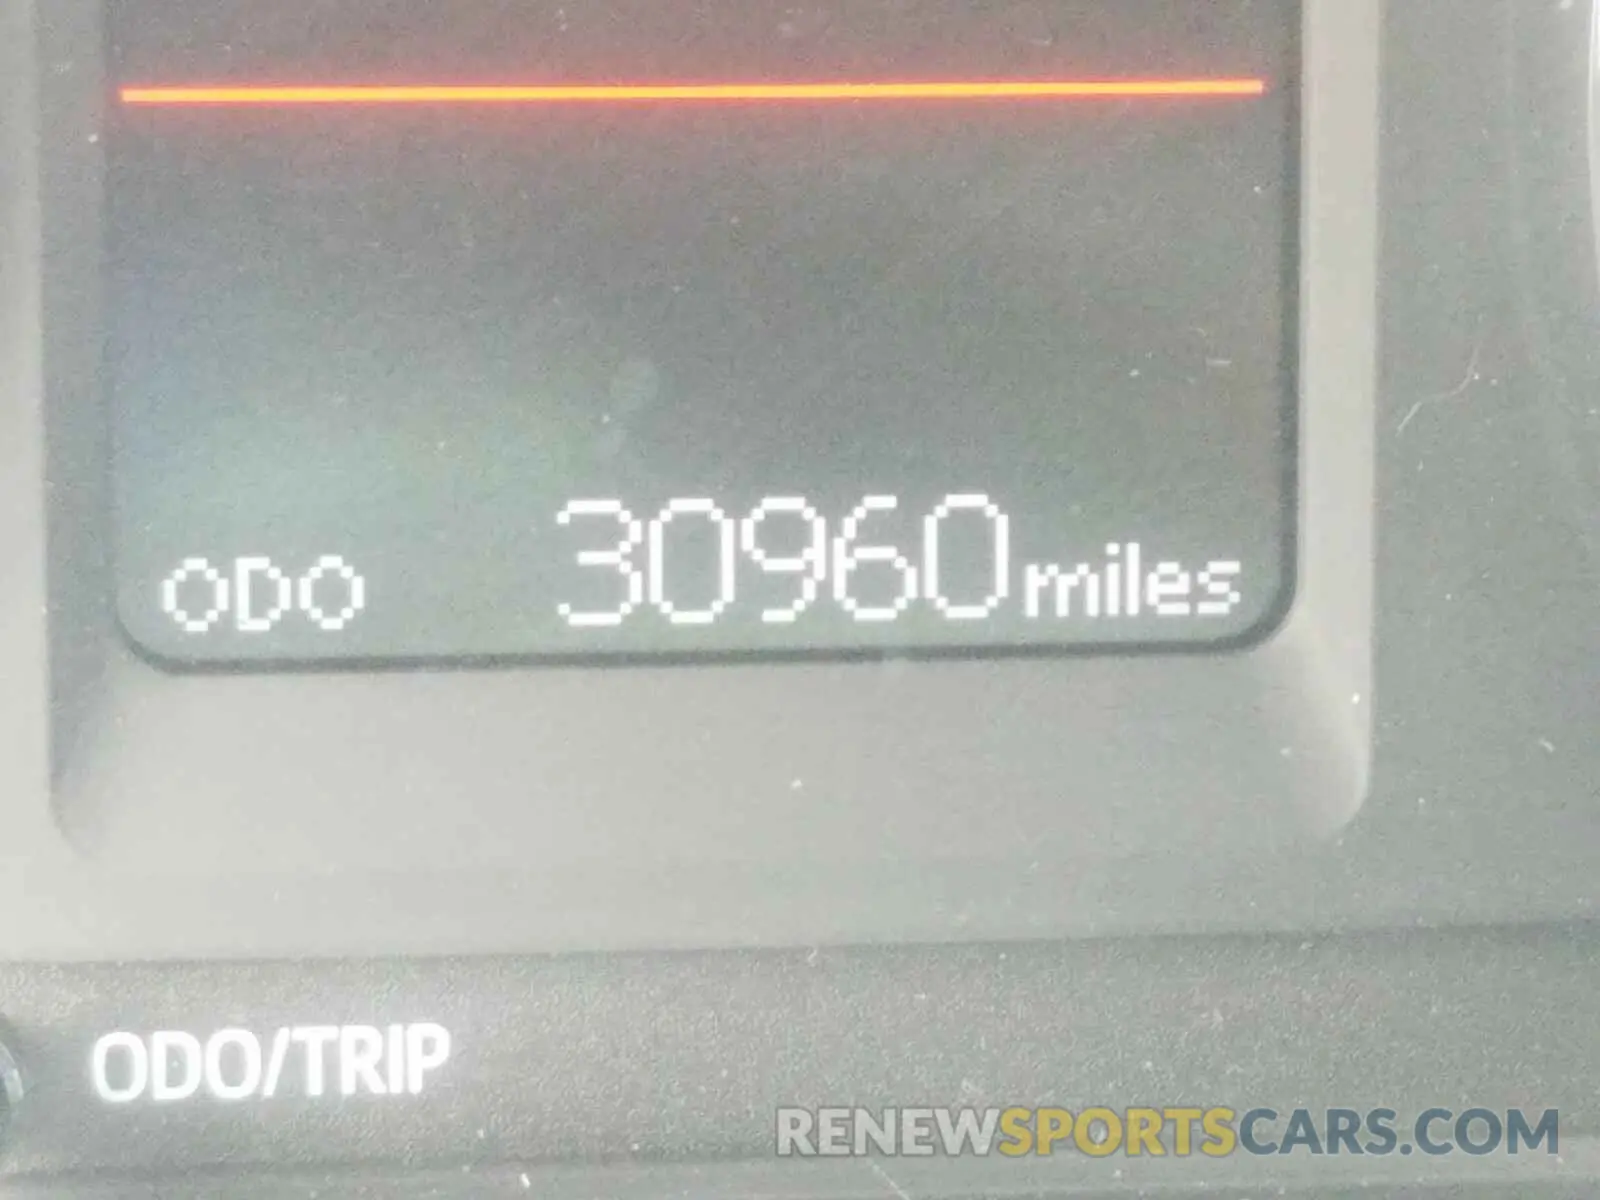 ODO 30960 miles
ODO/TRIP
RENEWSPORTSCARS.COM